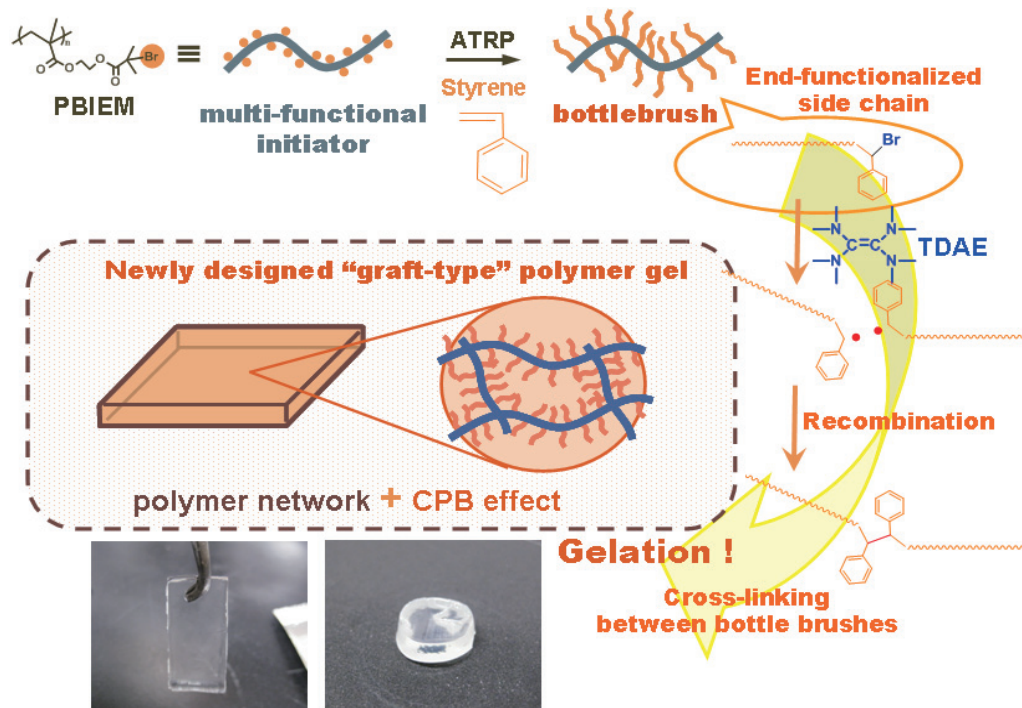 n
O
O
O
O
Br
≡
PBIEM
multi-functional
initiator
ATRP
Styrene
bottlebrush
End-functionalized
side chain
Br
N N
C=C
N N
TDAE
Newly designed “graft-type” polymer gel
Recombination
polymer network + CPB effect
Gelation !
Cross-linking
between bottle brushes